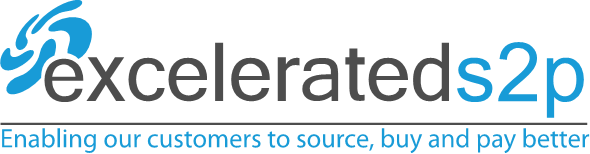 excelerateds2p
Enabling our customers to source, buy and pay better